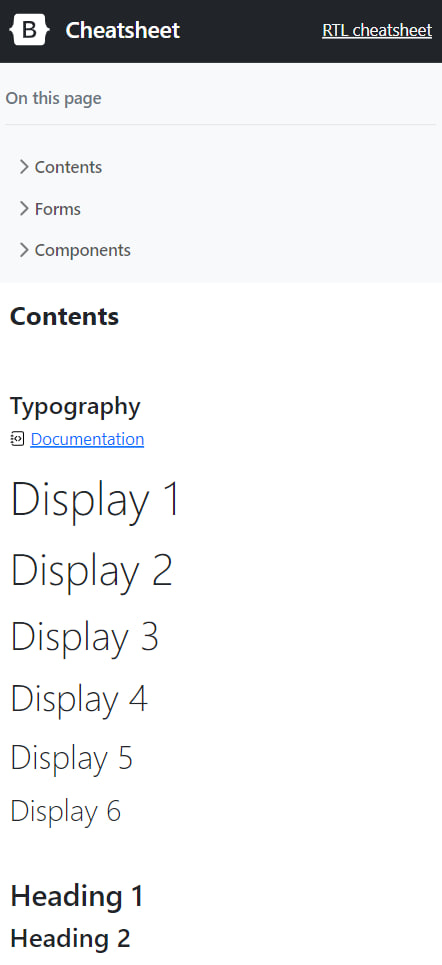 B Cheatsheet RTL cheatsheet
On this page
Contents
Forms
Components
Contents
Typography
Documentation
Display 1
Display 2
Display 3
Display 4
Display 5
Display 6
Heading 1
Heading 2